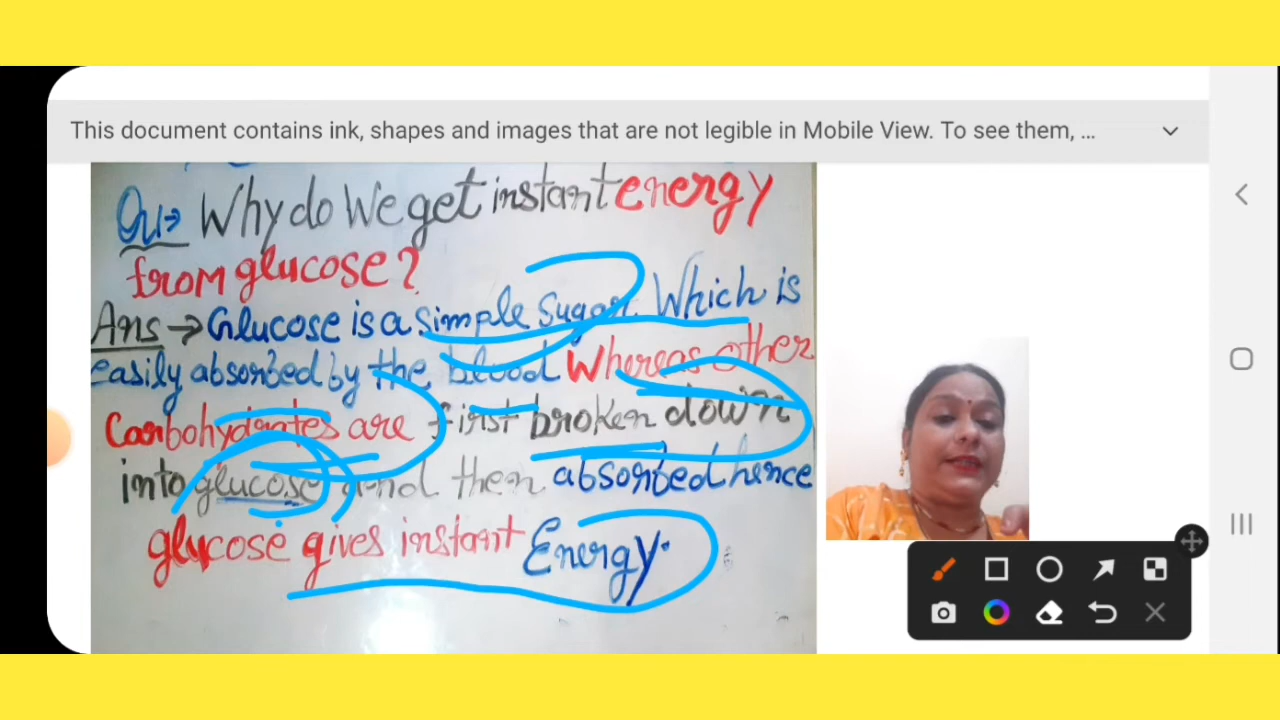 This document contains ink, shapes and images that are not legible in Mobile View. To see them, ...
Qu⇒ Why do We get instant energy
from glucose?
Ans → Glucose is a simple sugar. Which is
easily absorbed by the blood Whereas other
Carbohydrates are first broken down
into glucose and then absorbed hence
glucose gives instant Energy.